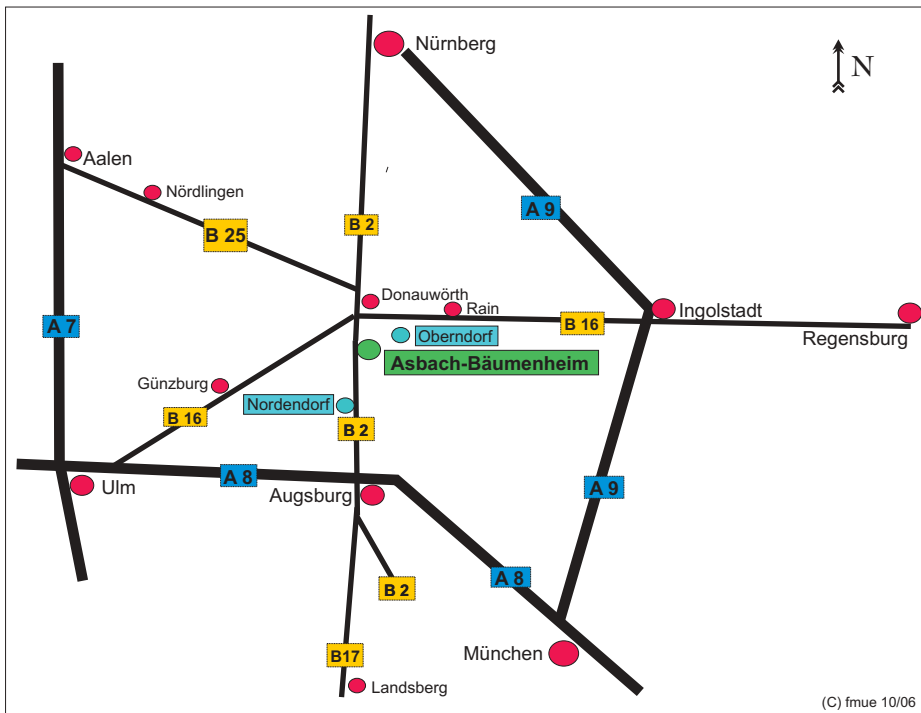 Nürnberg
N
Aalen
Nördlingen
A 9
B 2
B 25
Donauwörth
Rain
Ingolstadt
A 7
B 16
Regensburg
Oberndorf
Asbach-Bäumenheim
Günzburg
Nordendorf
B 16
B 2
Ulm
A 8
Augsburg
A 9
A 8
B 2
B17
München
Landsberg
(C) fmue 10/06